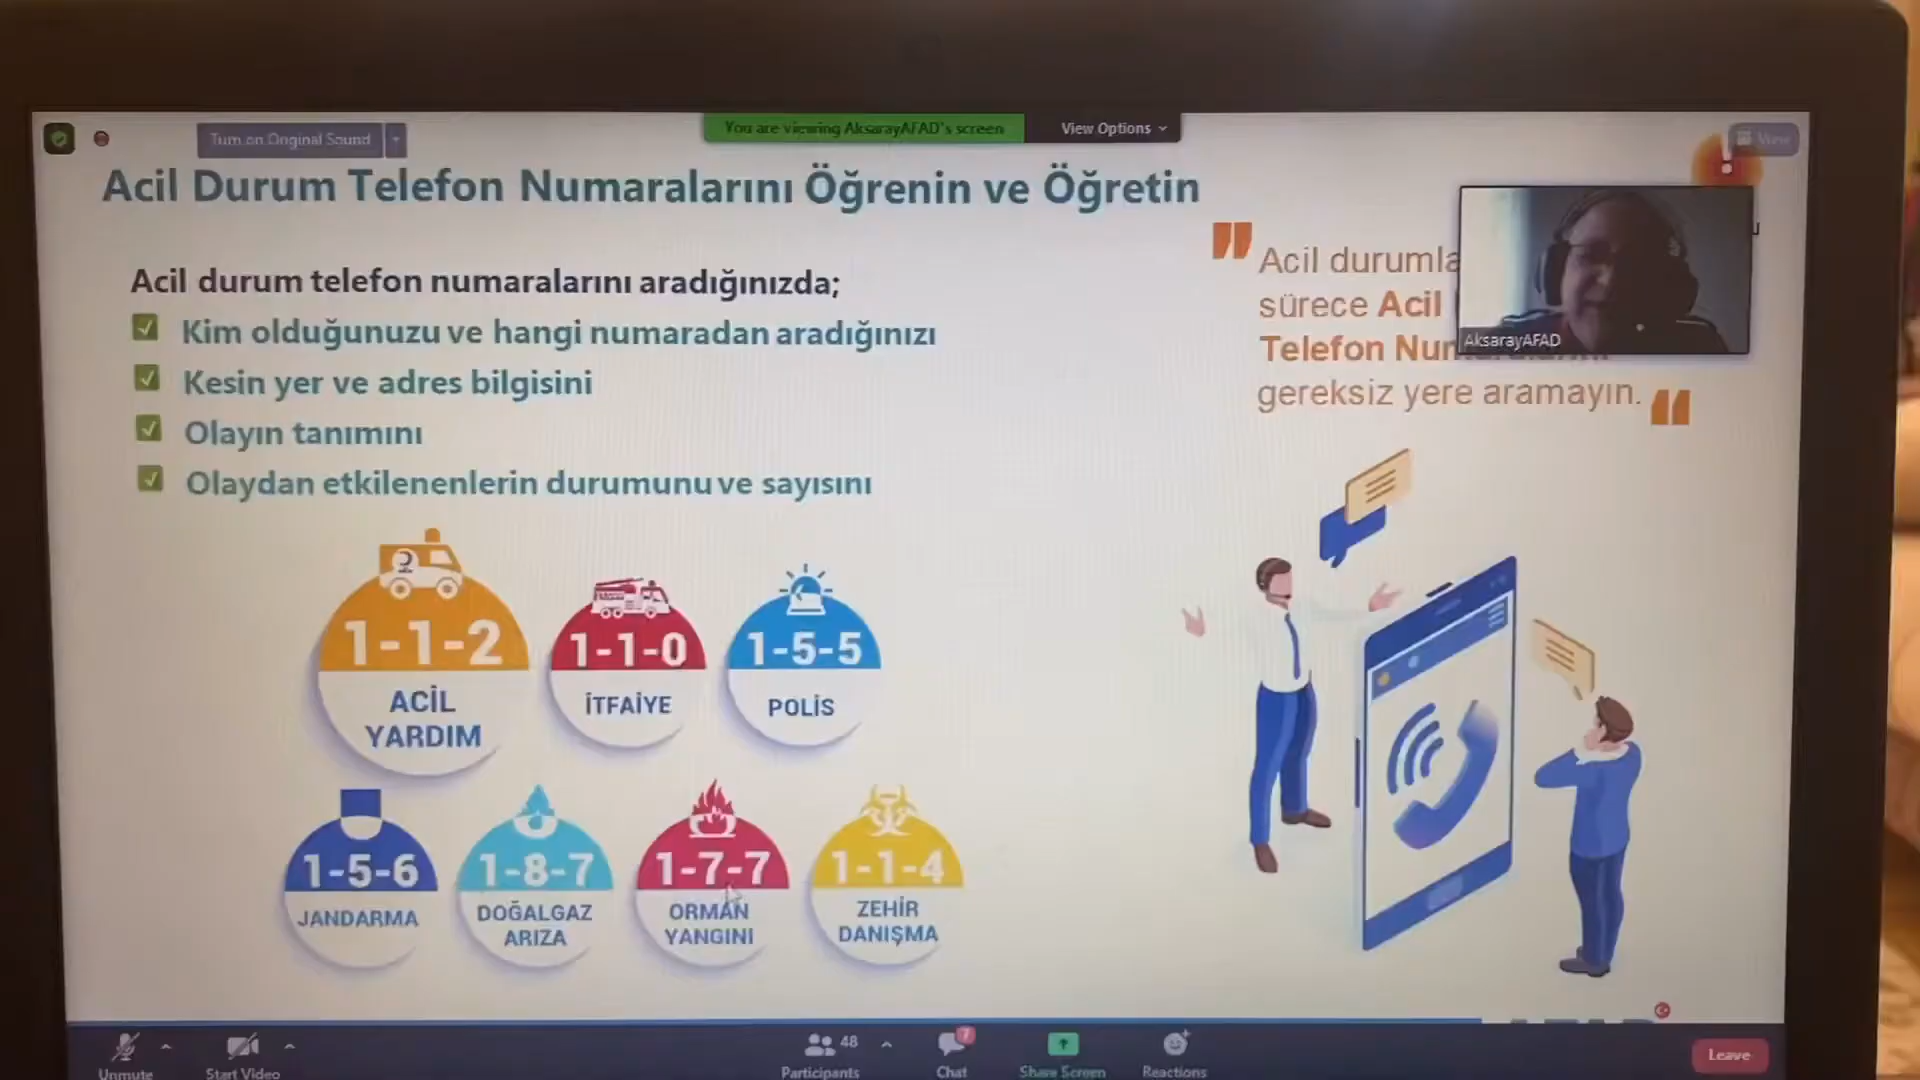 Turn on Original Sound
You are viewing AksarayAFAD's screen
View Options
View
Acil Durum Telefon Numaralarını Öğrenin ve Öğretin
Acil durum telefon numaralarını aradığınızda;
Kim olduğunuzu ve hangi numaradan aradığınızı
Kesin yer ve adres bilgisini
Olayın tanımını
Olaydan etkilenenlerin durumunu ve sayısını
Acil
sürece Acil
Telefon
gereksiz yere aramayın.
AksarayAFAD
1-1-2
ACİL
YARDIM
1-1-0
İTFAİYE
1-5-5
POLİS
1-5-6
JANDARMA
1-8-7
DOĞALGAZ
ARIZA
1-7-7
ORMAN
YANGINI
1-1-4
ZEHİR
DANIŞMA
Unmute
Start Video
48
Participants
7
Chat
Share Screen
Reactions
Leave